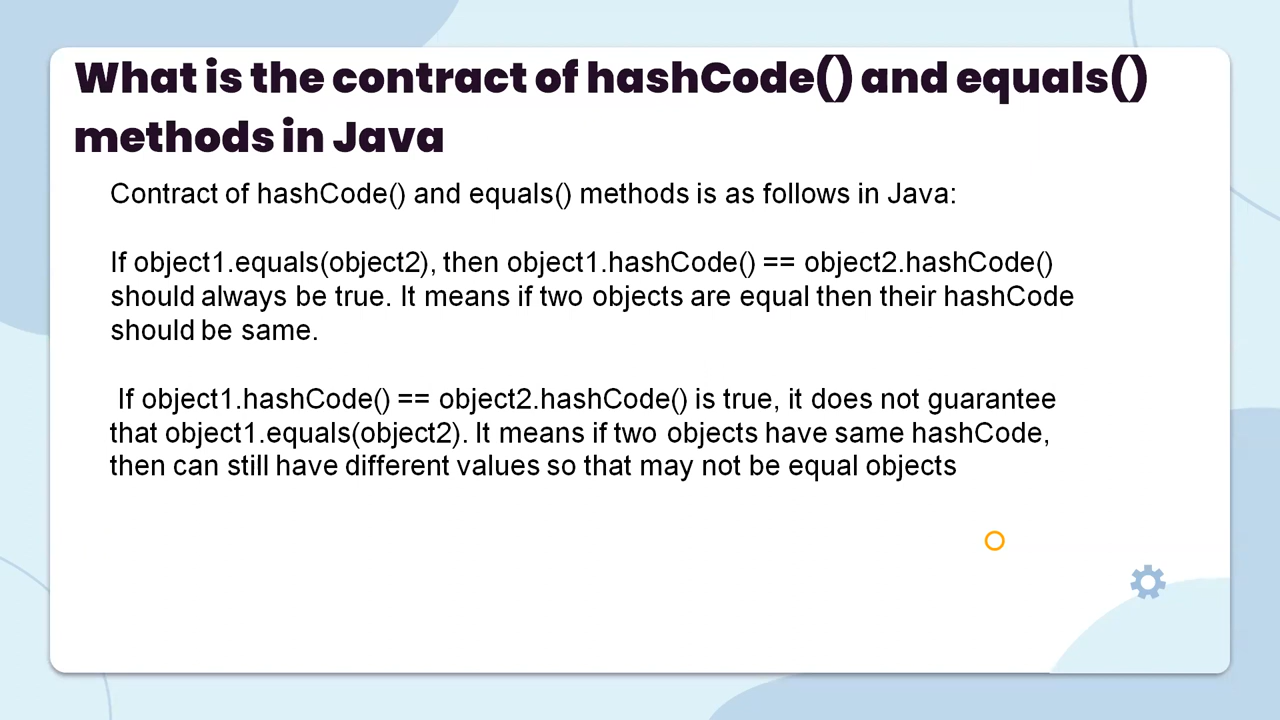 What is the contract of hashCode() and equals()
methods in Java
Contract of hashCode() and equals() methods is as follows in Java:
If object1.equals(object2), then object1.hashCode() == object2.hashCode()
should always be true. It means if two objects are equal then their hashCode
should be same.
If object1.hashCode() == object2.hashCode() is true, it does not guarantee
that object1.equals(object2). It means if two objects have same hashCode,
then can still have different values so that may not be equal objects